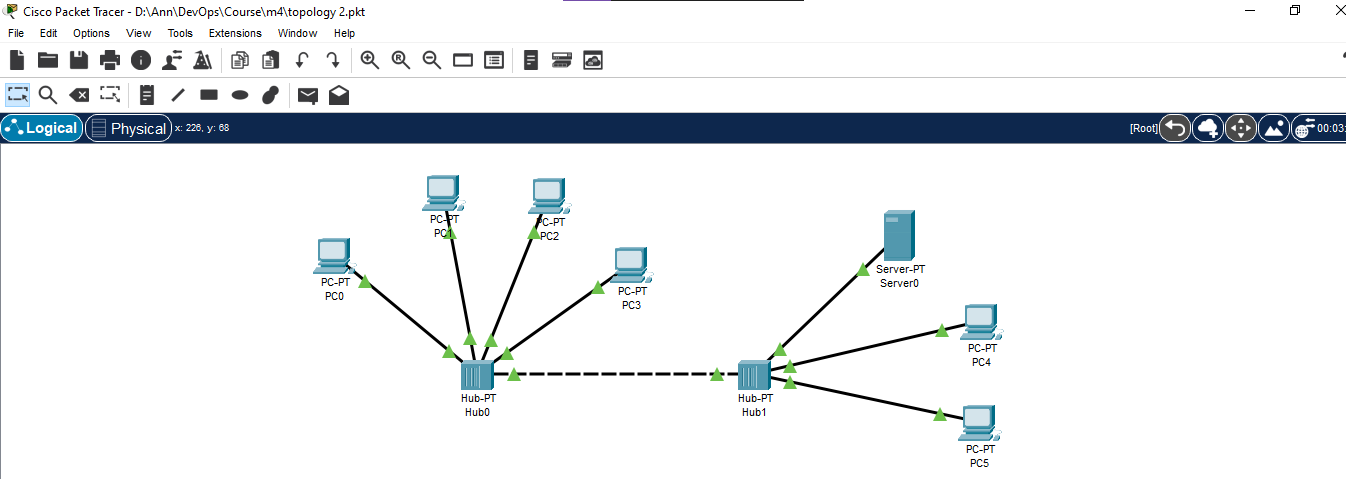 Cisco Packet Tracer - D:\Ann\DevOps\Course\m4\topology 2.pkt
File Edit Options View Tools Extensions Window Help
Logical Physical x: 226, y: 68 [Root] 00:03:
PC-PT
PC1
PC-PT
PC2
PC-PT
PC0
PC-PT
PC3
Server-PT
Server0
PC-PT
PC4
Hub-PT
Hub0
Hub-PT
Hub1
PC-PT
PC5